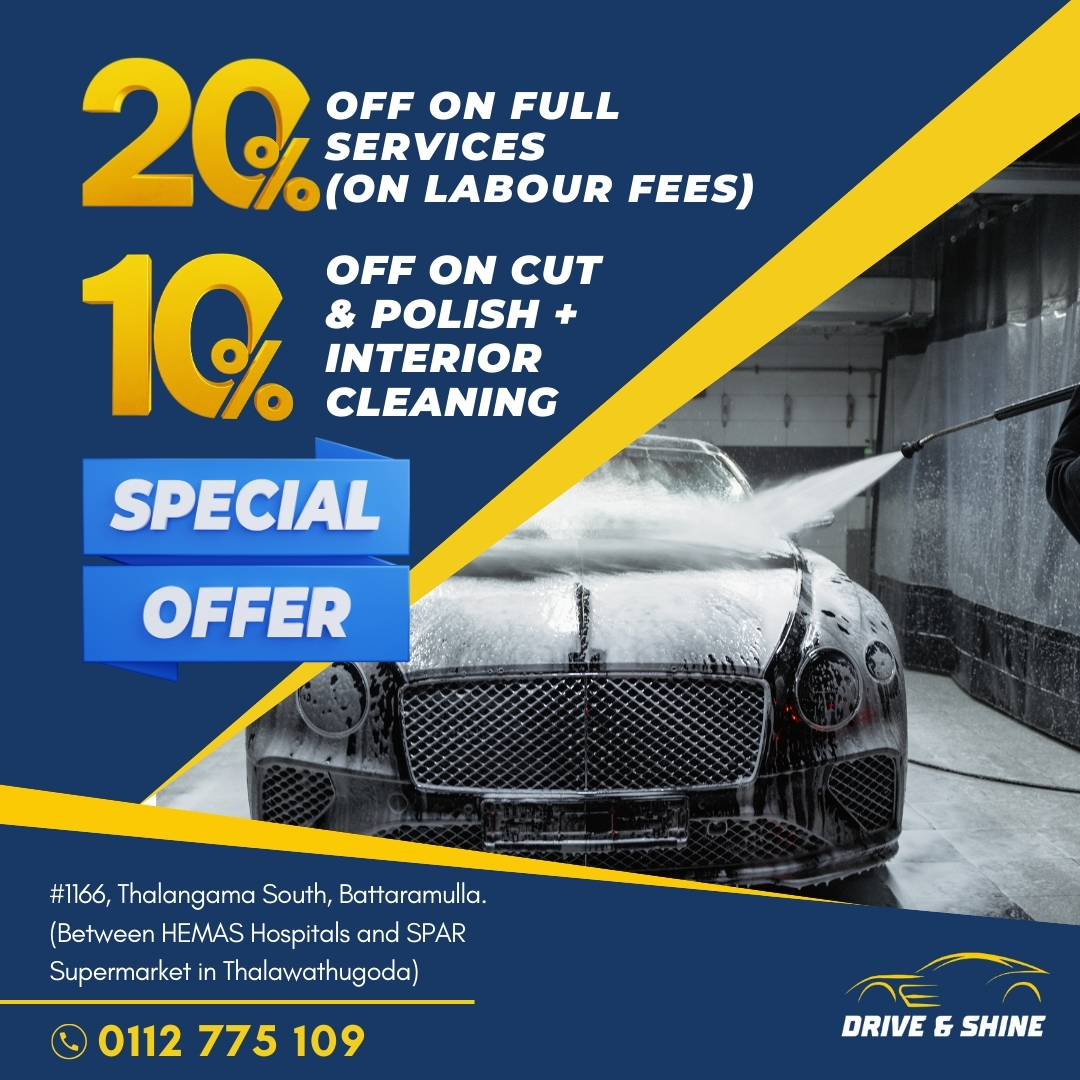 20% OFF ON FULL
SERVICES
(ON LABOUR FEES)
10% OFF ON CUT
& POLISH +
INTERIOR
CLEANING
SPECIAL
OFFER
#1166, Thalangama South, Battaramulla.
(Between HEMAS Hospitals and SPAR
Supermarket in Thalawathugoda)
0112 775 109
DRIVE & SHINE